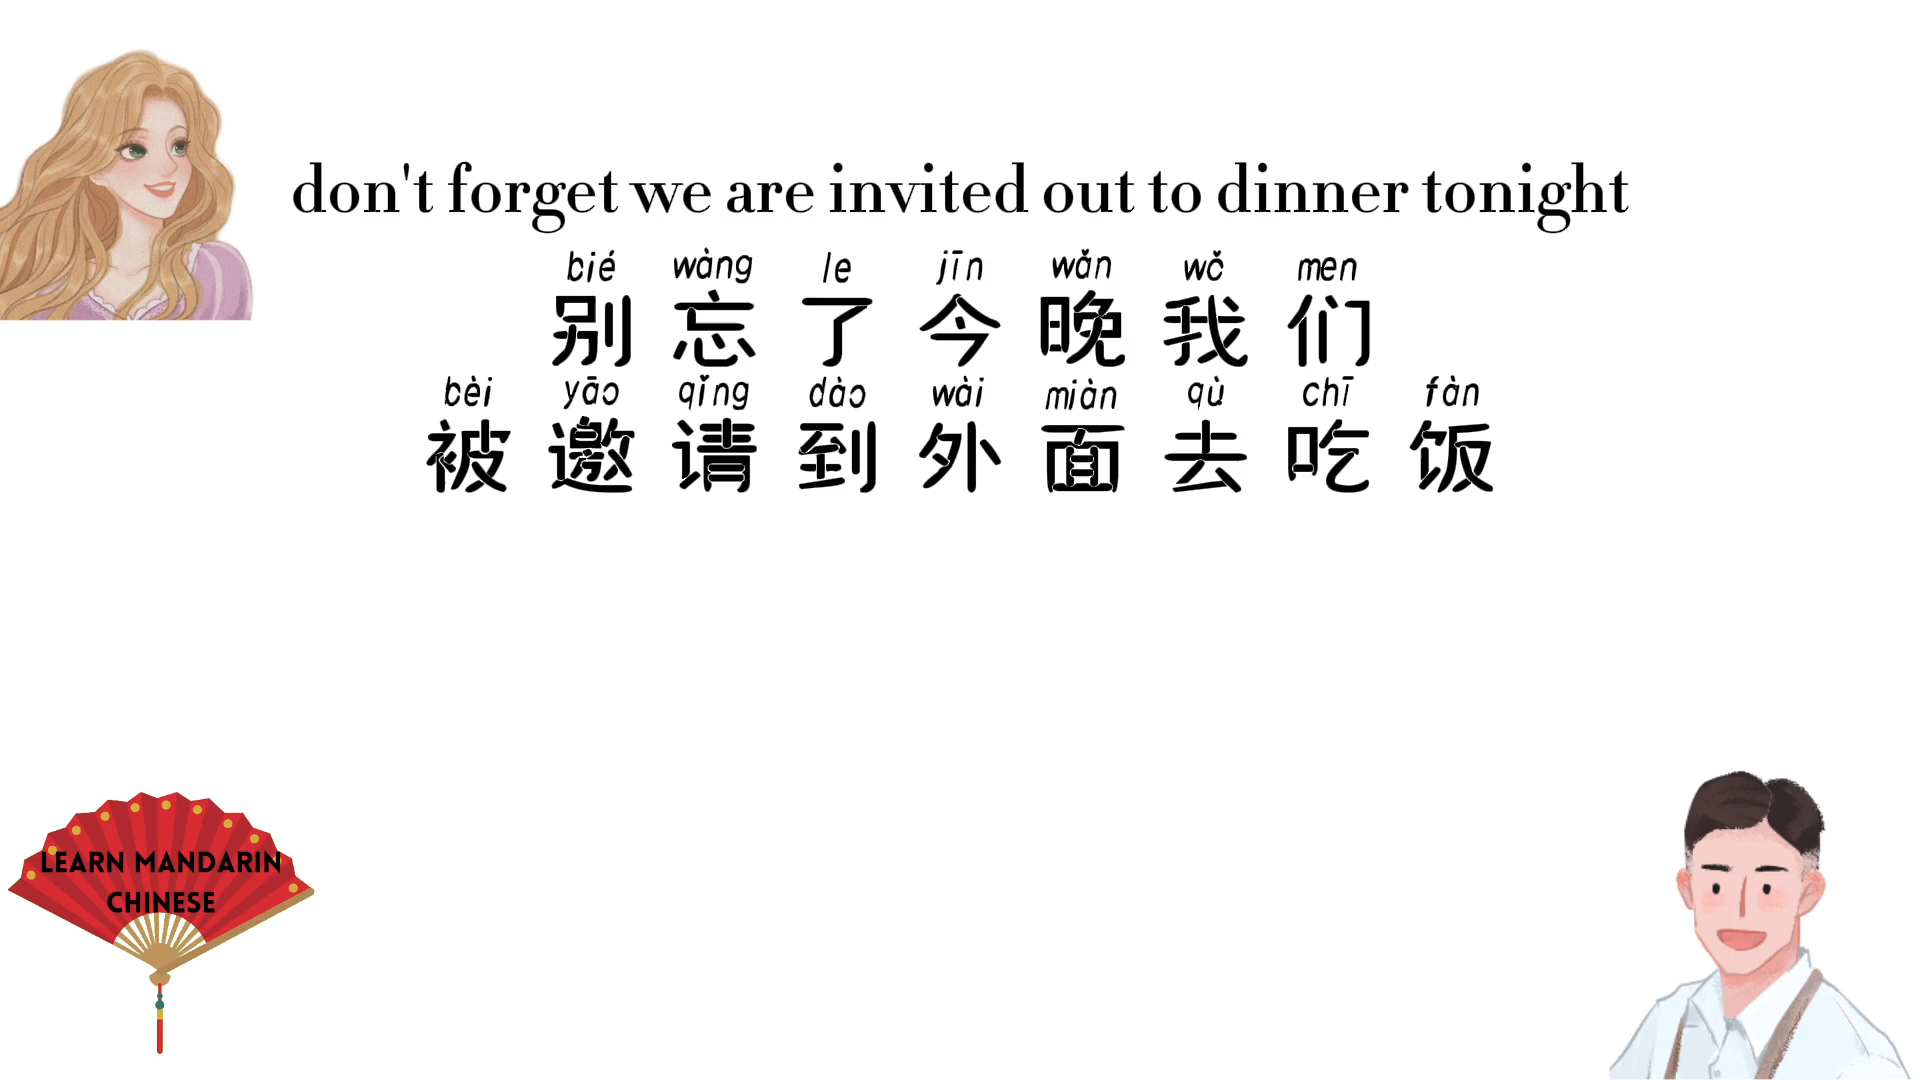 don't forget we are invited out to dinner tonight
bié wàng le jīn wǎn wǒ men
别忘了今晚我们
bèi yāo qǐng dào wài miàn qù chī fàn
被邀请到外面去吃饭
LEARN MANDARIN
CHINESE